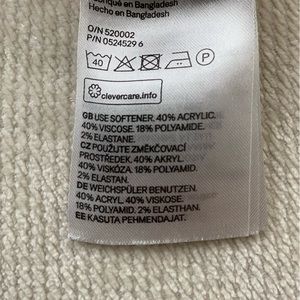 Fabriqué en Bangladesh
Hecho en Bangladesh
O/N 520002
P/N 0524529 6
40
clevercare.info
GB USE SOFTENER. 40% ACRYLIC.
40% VISCOSE. 18% POLYAMIDE.
2% ELASTANE.
CZ POUŽIJTE ZMĚKČOVACÍ
PROSTŘEDEK. 40% AKRYL.
40% VISKÓZA. 18% POLYAMID.
2% ELASTAN.
DE WEICHSPÜLER BENUTZEN.
40% ACRYL. 40% VISKOSE.
18% POLYAMID. 2% ELASTHAN.
EE KASUTA PEHMENDAJAT.